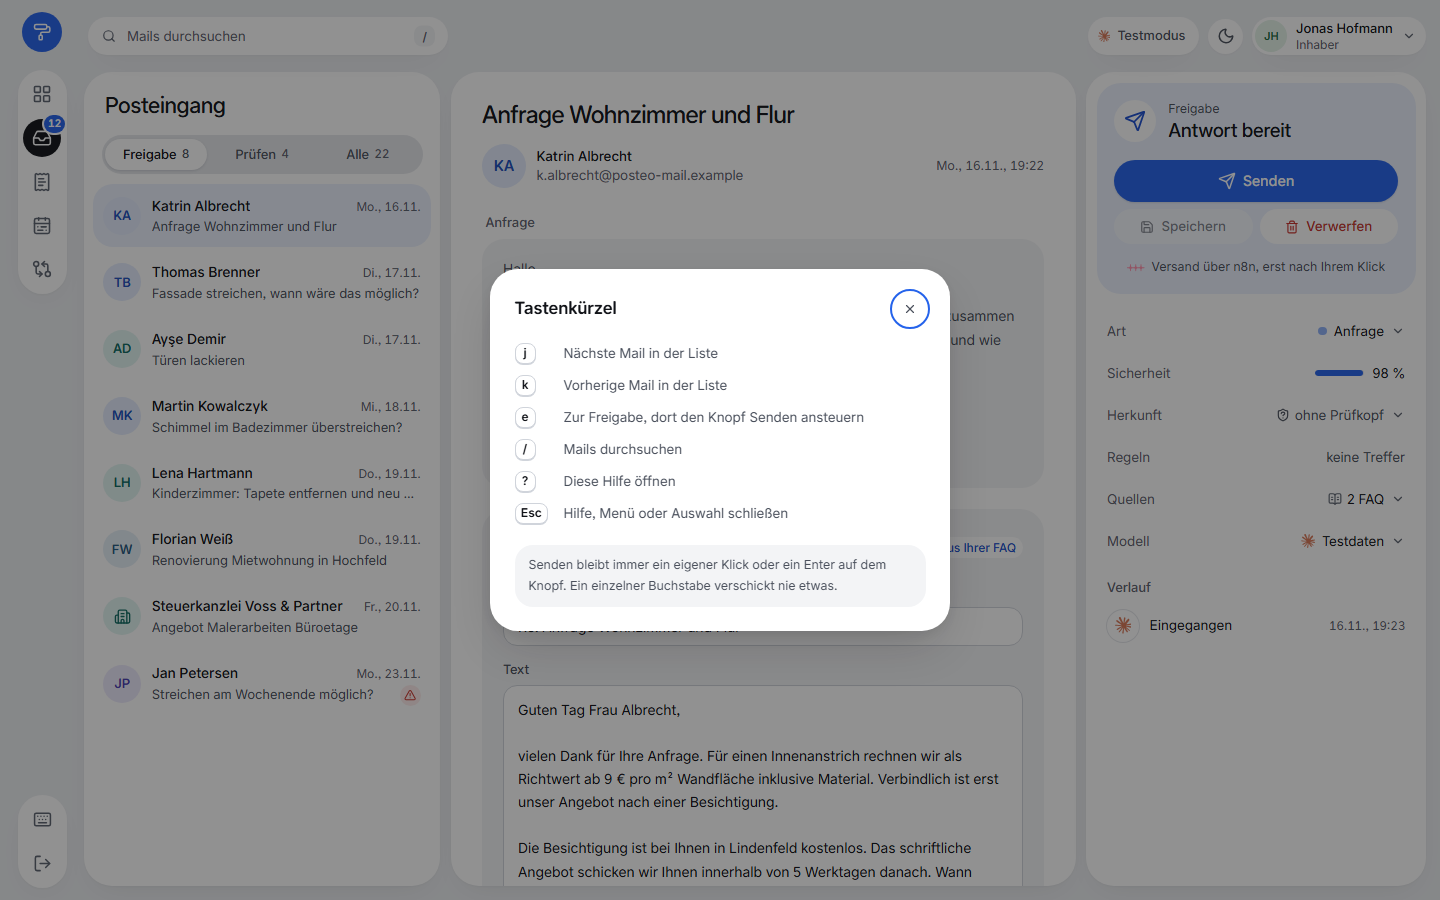 Mails durchsuchen
/
Testmodus
JH
Jonas Hofmann
Inhaber
12
Posteingang
Freigabe 8
Prüfen 4
Alle 22
KA
Katrin Albrecht
Mo., 16.11.
Anfrage Wohnzimmer und Flur
TB
Thomas Brenner
Di., 17.11.
Fassade streichen, wann wäre das möglich?
AD
Ayşe Demir
Di., 17.11.
Türen lackieren
MK
Martin Kowalczyk
Mi., 18.11.
Schimmel im Badezimmer überstreichen?
LH
Lena Hartmann
Do., 19.11.
Kinderzimmer: Tapete entfernen und neu ...
FW
Florian Weiß
Do., 19.11.
Renovierung Mietwohnung in Hochfeld
Steuerkanzlei Voss & Partner
Fr., 20.11.
Angebot Malerarbeiten Büroetage
JP
Jan Petersen
Mo., 23.11.
Streichen am Wochenende möglich?
Anfrage Wohnzimmer und Flur
KA
Katrin Albrecht
k.albrecht@posteo-mail.example
Mo., 16.11., 19:22
Anfrage
zusammen
und wie
Tastenkürzel
j
Nächste Mail in der Liste
k
Vorherige Mail in der Liste
e
Zur Freigabe, dort den Knopf Senden ansteuern
/
Mails durchsuchen
?
Diese Hilfe öffnen
Esc
Hilfe, Menü oder Auswahl schließen
Senden bleibt immer ein eigener Klick oder ein Enter auf dem
Knopf. Ein einzelner Buchstabe verschickt nie etwas.
Ihrer FAQ
Text
Guten Tag Frau Albrecht,
vielen Dank für Ihre Anfrage. Für einen Innenanstrich rechnen wir als
Richtwert ab 9 € pro m² Wandfläche inklusive Material. Verbindlich ist erst
unser Angebot nach einer Besichtigung.
Die Besichtigung ist bei Ihnen in Lindenfeld kostenlos. Das schriftliche
Angebot schicken wir Ihnen innerhalb von 5 Werktagen danach. Wann
Freigabe
Antwort bereit
Senden
Speichern
Verwerfen
Versand über n8n, erst nach Ihrem Klick
Art
Anfrage
Sicherheit
98 %
Herkunft
ohne Prüfkopf
Regeln
keine Treffer
Quellen
2 FAQ
Modell
Testdaten
Verlauf
Eingegangen
16.11., 19:23